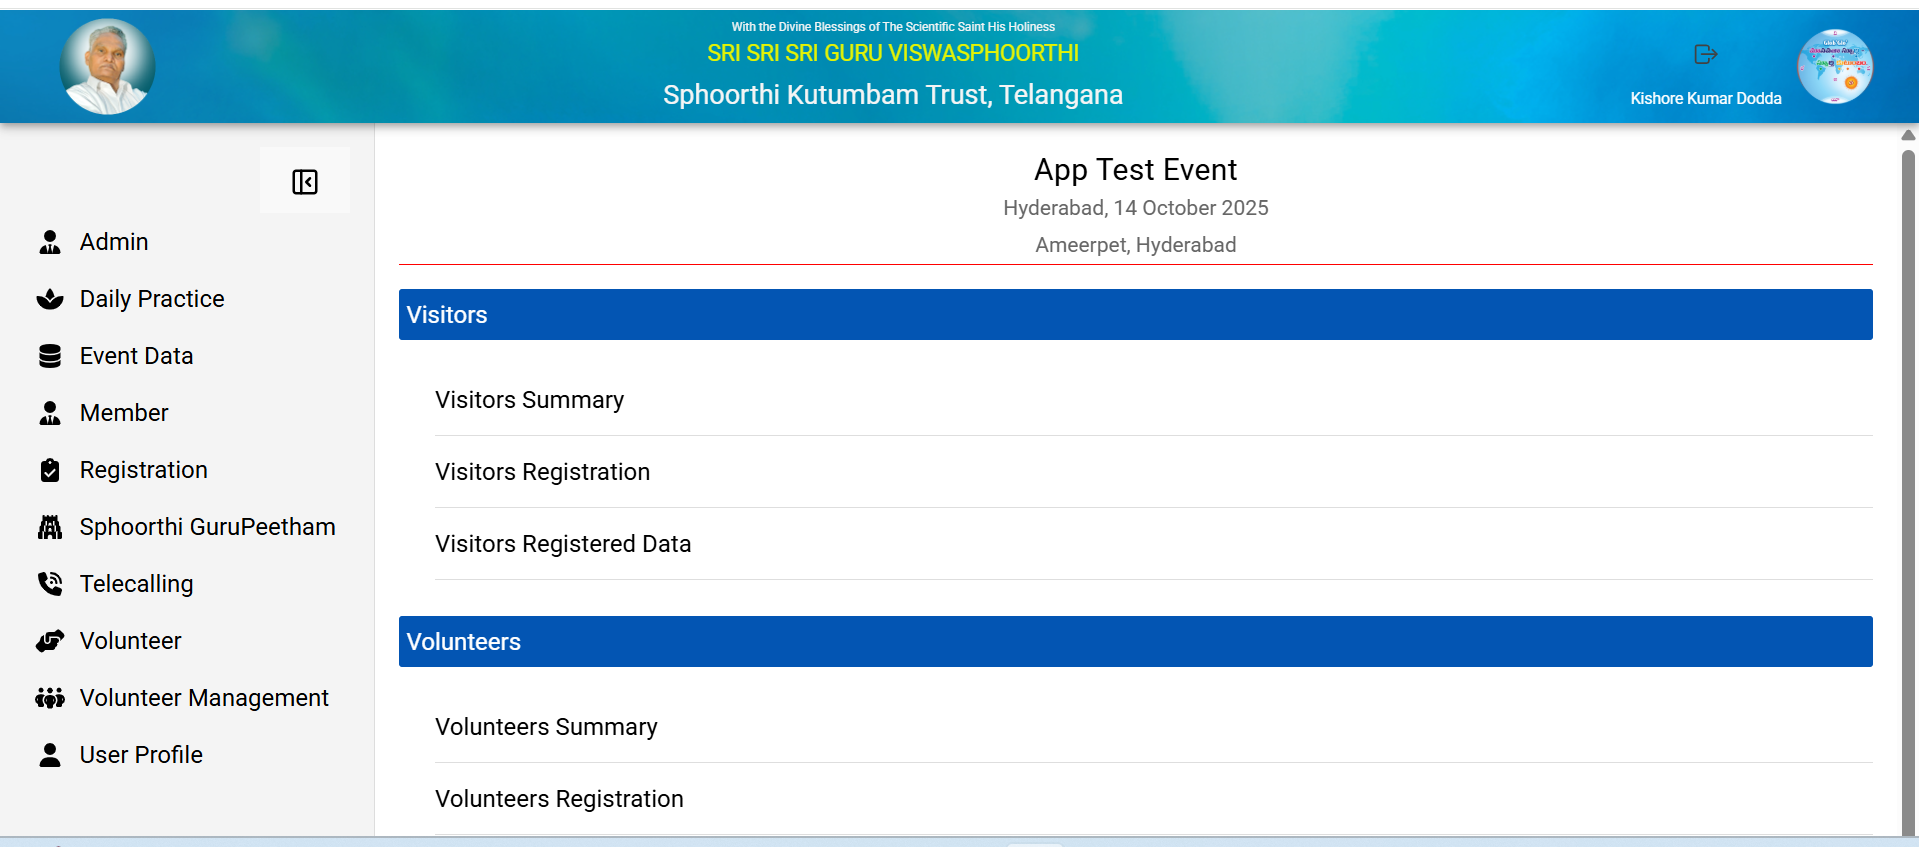 With the Divine Blessings of The Scientific Saint His Holiness
SRI SRI SRI GURU VISWASPHOORTHI
Sphoorthi Kutumbam Trust, Telangana
Kishore Kumar Dodda
Admin
Daily Practice
Event Data
Member
Registration
Sphoorthi GuruPeetham
Telecalling
Volunteer
Volunteer Management
User Profile
App Test Event
Hyderabad, 14 October 2025
Ameerpet, Hyderabad
Visitors
Visitors Summary
Visitors Registration
Visitors Registered Data
Volunteers
Volunteers Summary
Volunteers Registration